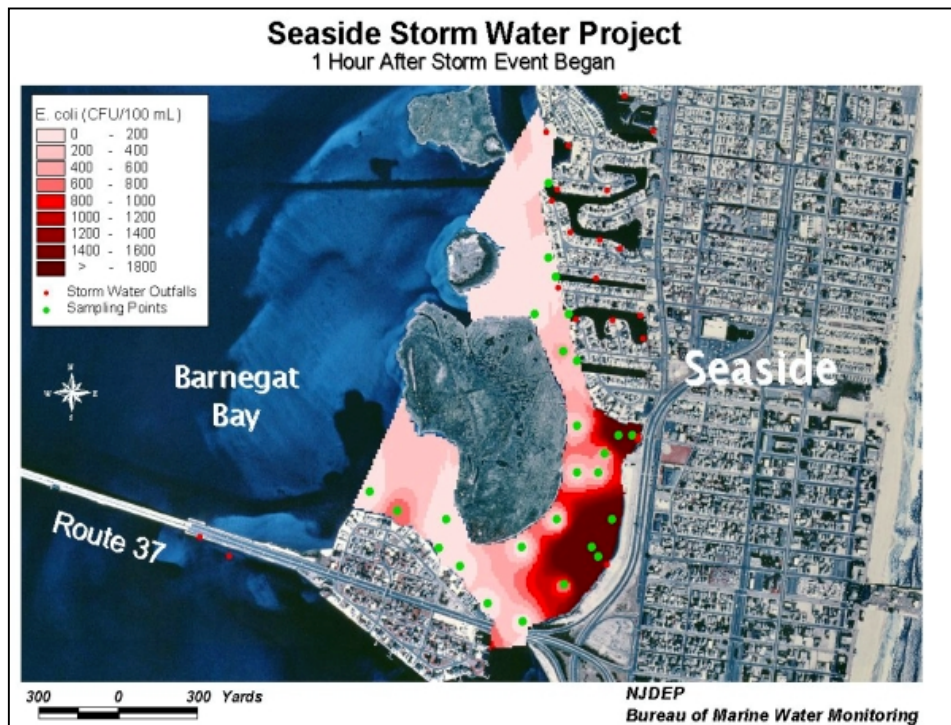 Seaside Storm Water Project
1 Hour After Storm Event Began
E. coli (CFU/100 mL)
0 - 200
200 - 400
400 - 600
600 - 800
800 - 1000
1000 - 1200
1200 - 1400
1400 - 1600
> - 1800
Storm Water Outfalls
Sampling Points
N
W E
S
Barnegat
Bay
Seaside
Route 37
300 0 300 Yards
NJDEP
Bureau of Marine Water Monitoring